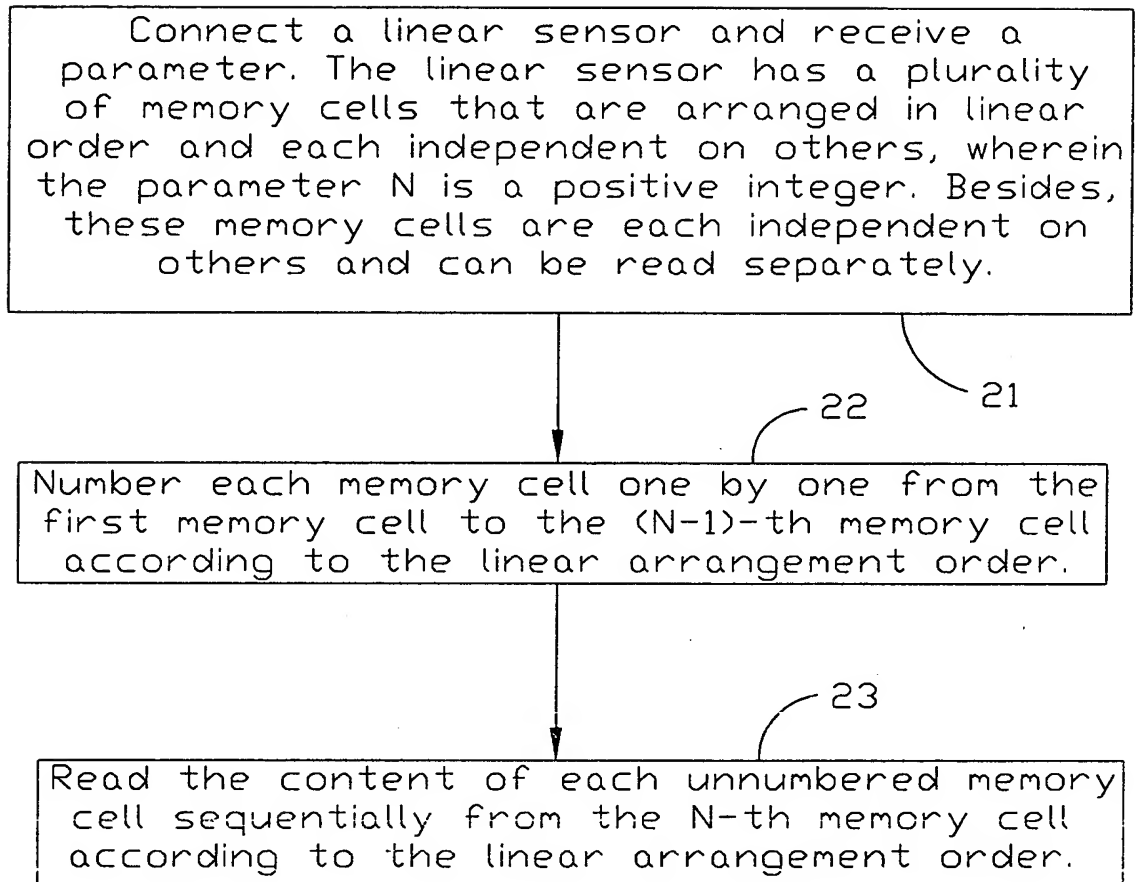 Connect a linear sensor and receive a
parameter. The linear sensor has a plurality
of memory cells that are arranged in linear
order and each independent on others, wherein
the parameter N is a positive integer. Besides,
these memory cells are each independent on
others and can be read separately.
21
22
Number each memory cell one by one from the
first memory cell to the (N-1)-th memory cell
according to the linear arrangement order.
23
Read the content of each unnumbered memory
cell sequentially from the N-th memory cell
according to the linear arrangement order.